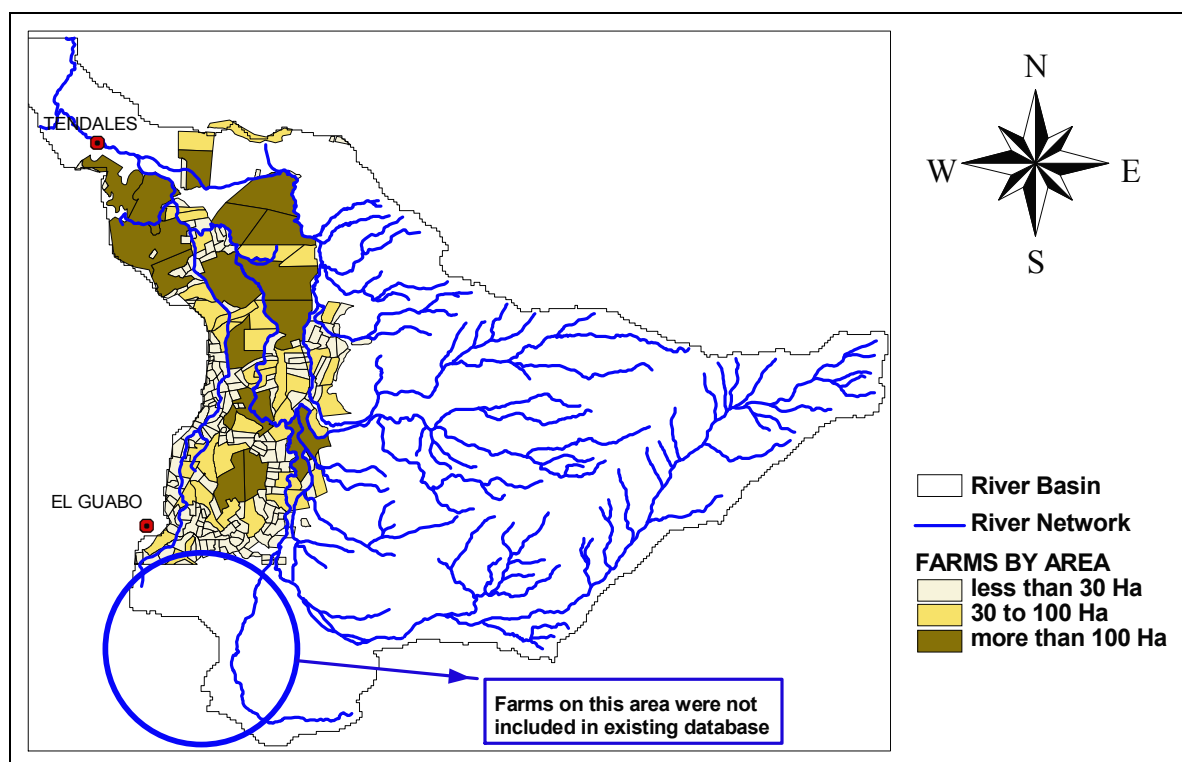 TENDALES
EL GUABO
N
W
E
S
River Basin
River Network
FARMS BY AREA
less than 30 Ha
30 to 100 Ha
more than 100 Ha
Farms on this area were not
included in existing database